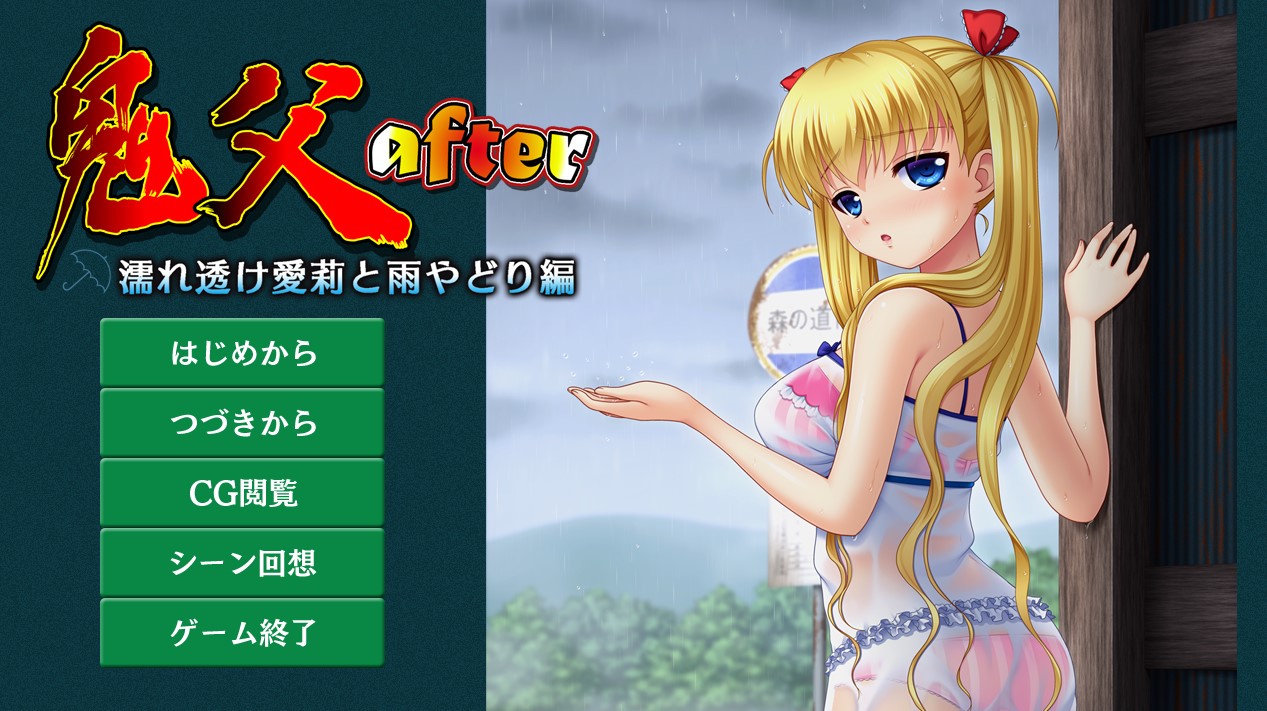 鬼父 after
濡れ透け愛莉と雨やどり編
はじめから
つづきから
CG閲覧
シーン回想
ゲーム終了
森の道